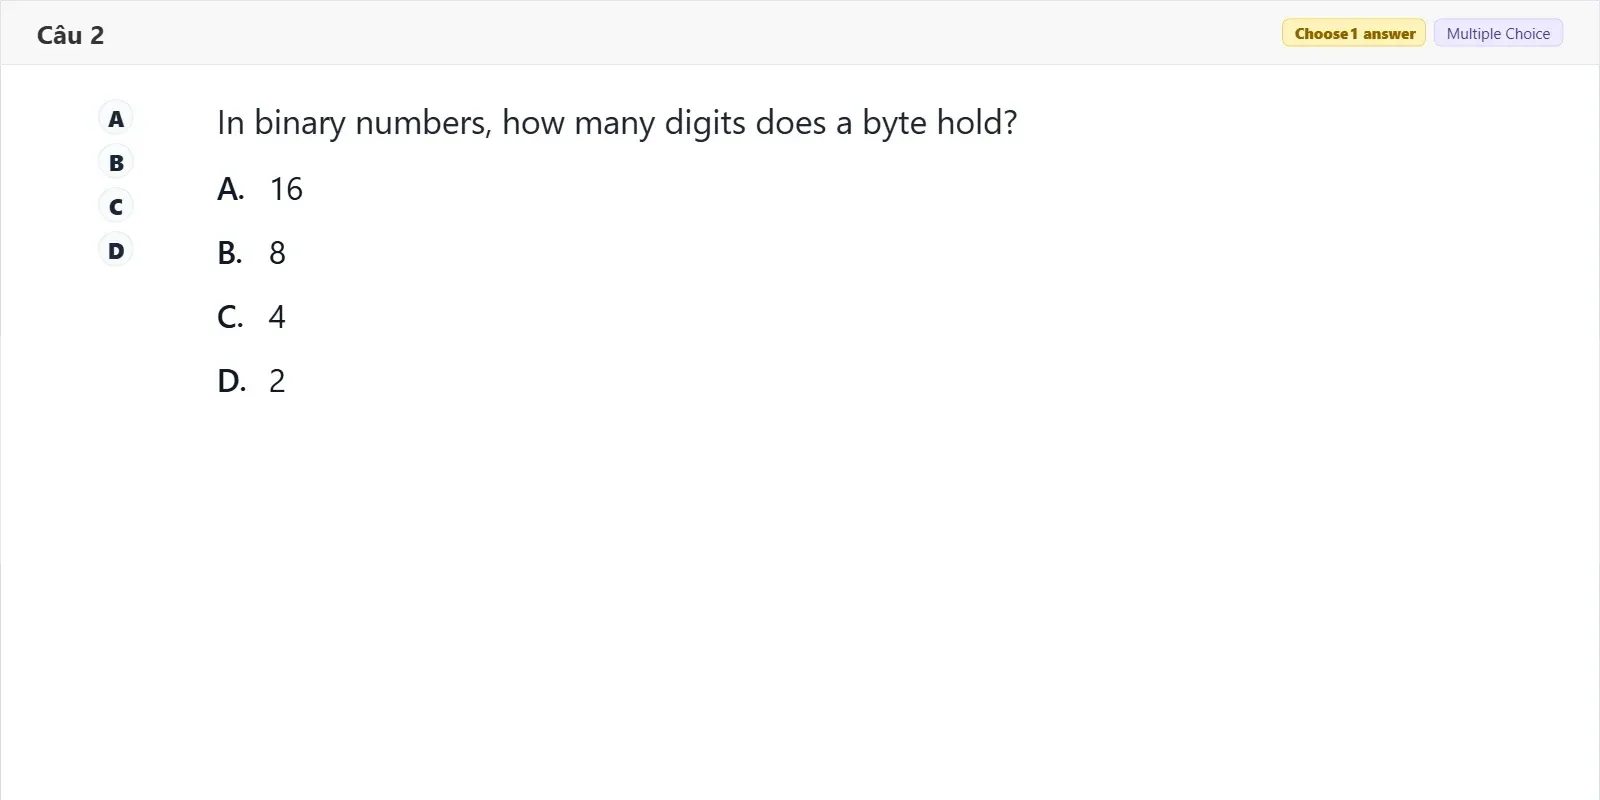 Câu 2
Choose 1 answer
Multiple Choice
A
B
C
D
In binary numbers, how many digits does a byte hold?
A. 16
B. 8
C. 4
D. 2